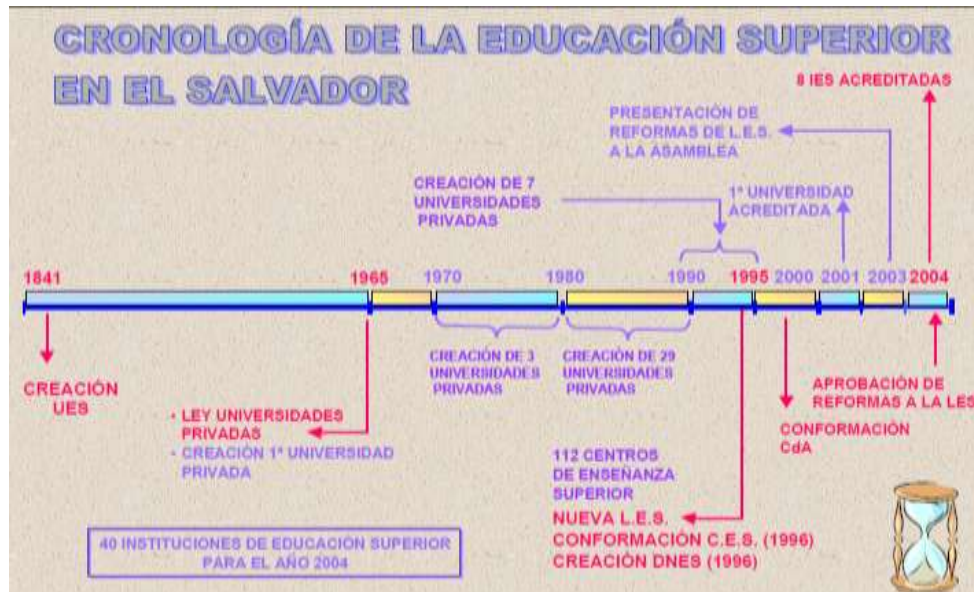 CRONOLOGÍA DE LA EDUCACIÓN SUPERIOR
EN EL SALVADOR
8 IES ACREDITADAS
PRESENTACIÓN DE
REFORMAS DE L.E.S.
A LA ASAMBLEA
CREACIÓN DE 7
UNIVERSIDADES
PRIVADAS
1ª UNIVERSIDAD
ACREDITADA
1841
1965
1970
1980
1990
1995
2000
2001
2003
2004
CREACIÓN
UES
- LEY UNIVERSIDADES
PRIVADAS
- CREACIÓN 1ª UNIVERSIDAD
PRIVADA
CREACIÓN DE 3
UNIVERSIDADES
PRIVADAS
CREACIÓN DE 29
UNIVERSIDADES
PRIVADAS
APROBACIÓN DE
REFORMAS A LA LES
CONFORMACIÓN
CdA
112 CENTROS
DE ENSEÑANZA
SUPERIOR
NUEVA L.E.S.
CONFORMACIÓN C.E.S. (1996)
CREACIÓN DNES (1996)
40 INSTITUCIONES DE EDUCACIÓN SUPERIOR
PARA EL AÑO 2004